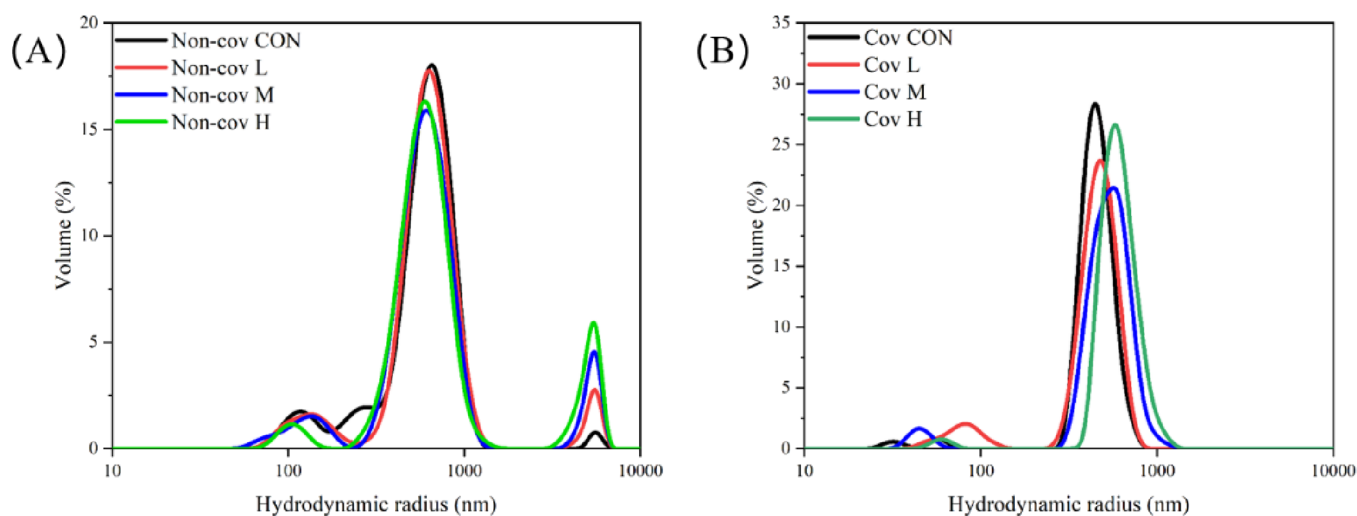 (A)
Non-cov CON
Non-cov L
Non-cov M
Non-cov H
20
15
10
5
0
Volume (%)
10
100
1000
10000
Hydrodynamic radius (nm)
(B)
Cov CON
Cov L
Cov M
Cov H
35
30
25
20
15
10
5
0
Volume (%)
10
100
1000
10000
Hydrodynamic radius (nm)